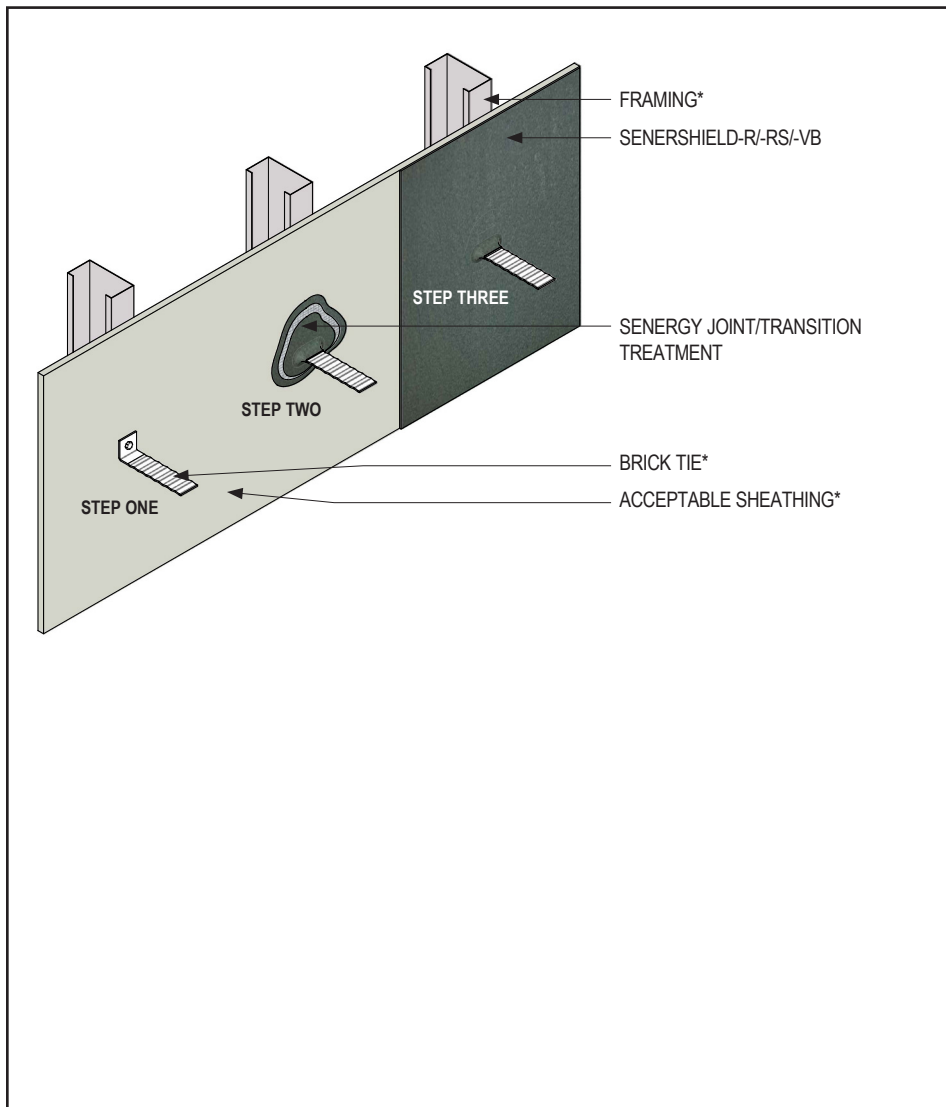 FRAMING*
SENERSHIELD-R/-RS/-VB
STEP THREE
SENERGY JOINT/TRANSITION
TREATMENT
STEP TWO
BRICK TIE*
STEP ONE
ACCEPTABLE SHEATHING*